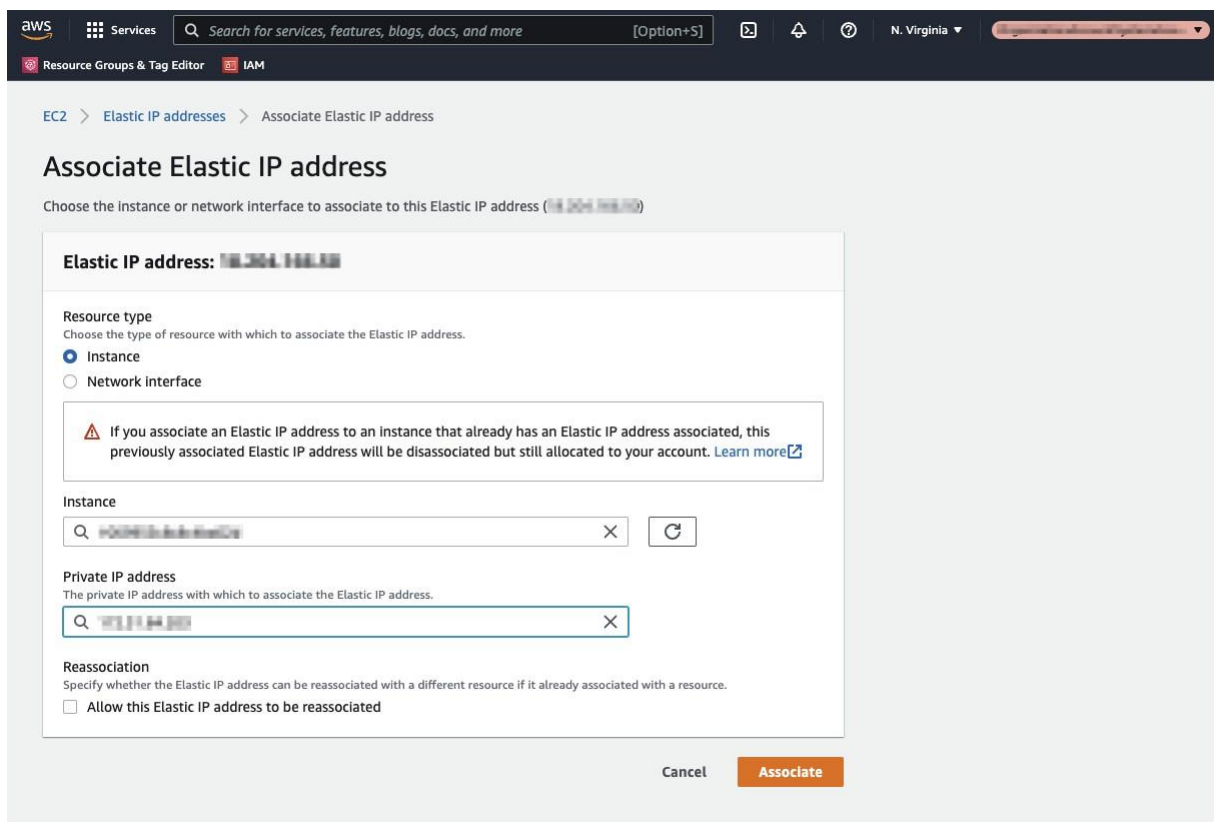 aws Services Search for services, features, blogs, docs, and more [Option+S] N. Virginia
Resource Groups & Tag Editor IAM
EC2 > Elastic IP addresses > Associate Elastic IP address
Associate Elastic IP address
Choose the instance or network interface to associate to this Elastic IP address ( )
Elastic IP address:
Resource type
Choose the type of resource with which to associate the Elastic IP address.
Instance
Network interface
If you associate an Elastic IP address to an instance that already has an Elastic IP address associated, this
previously associated Elastic IP address will be disassociated but still allocated to your account. Learn more
Instance
Private IP address
The private IP address with which to associate the Elastic IP address.
Reassociation
Specify whether the Elastic IP address can be reassociated with a different resource if it already associated with a resource.
Allow this Elastic IP address to be reassociated
Cancel Associate